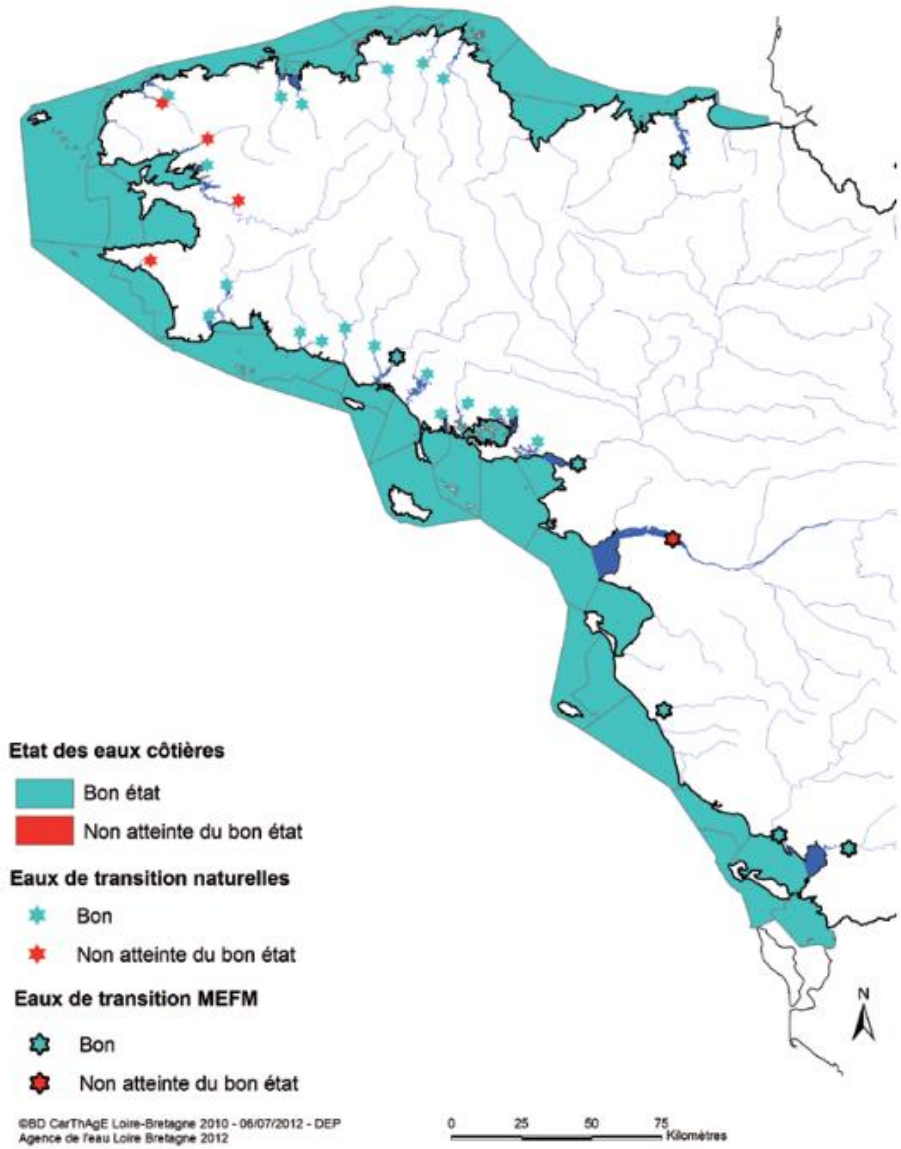 Etat des eaux côtières
Bon état
Non atteinte du bon état
Eaux de transition naturelles
Bon
Non atteinte du bon état
Eaux de transition MEFM
Bon
Non atteinte du bon état
N
©BD CarThAgE Loire-Bretagne 2010 - 06/07/2012 - DEP
Agence de l'eau Loire Bretagne 2012
0 25 50 75
Kilomètres